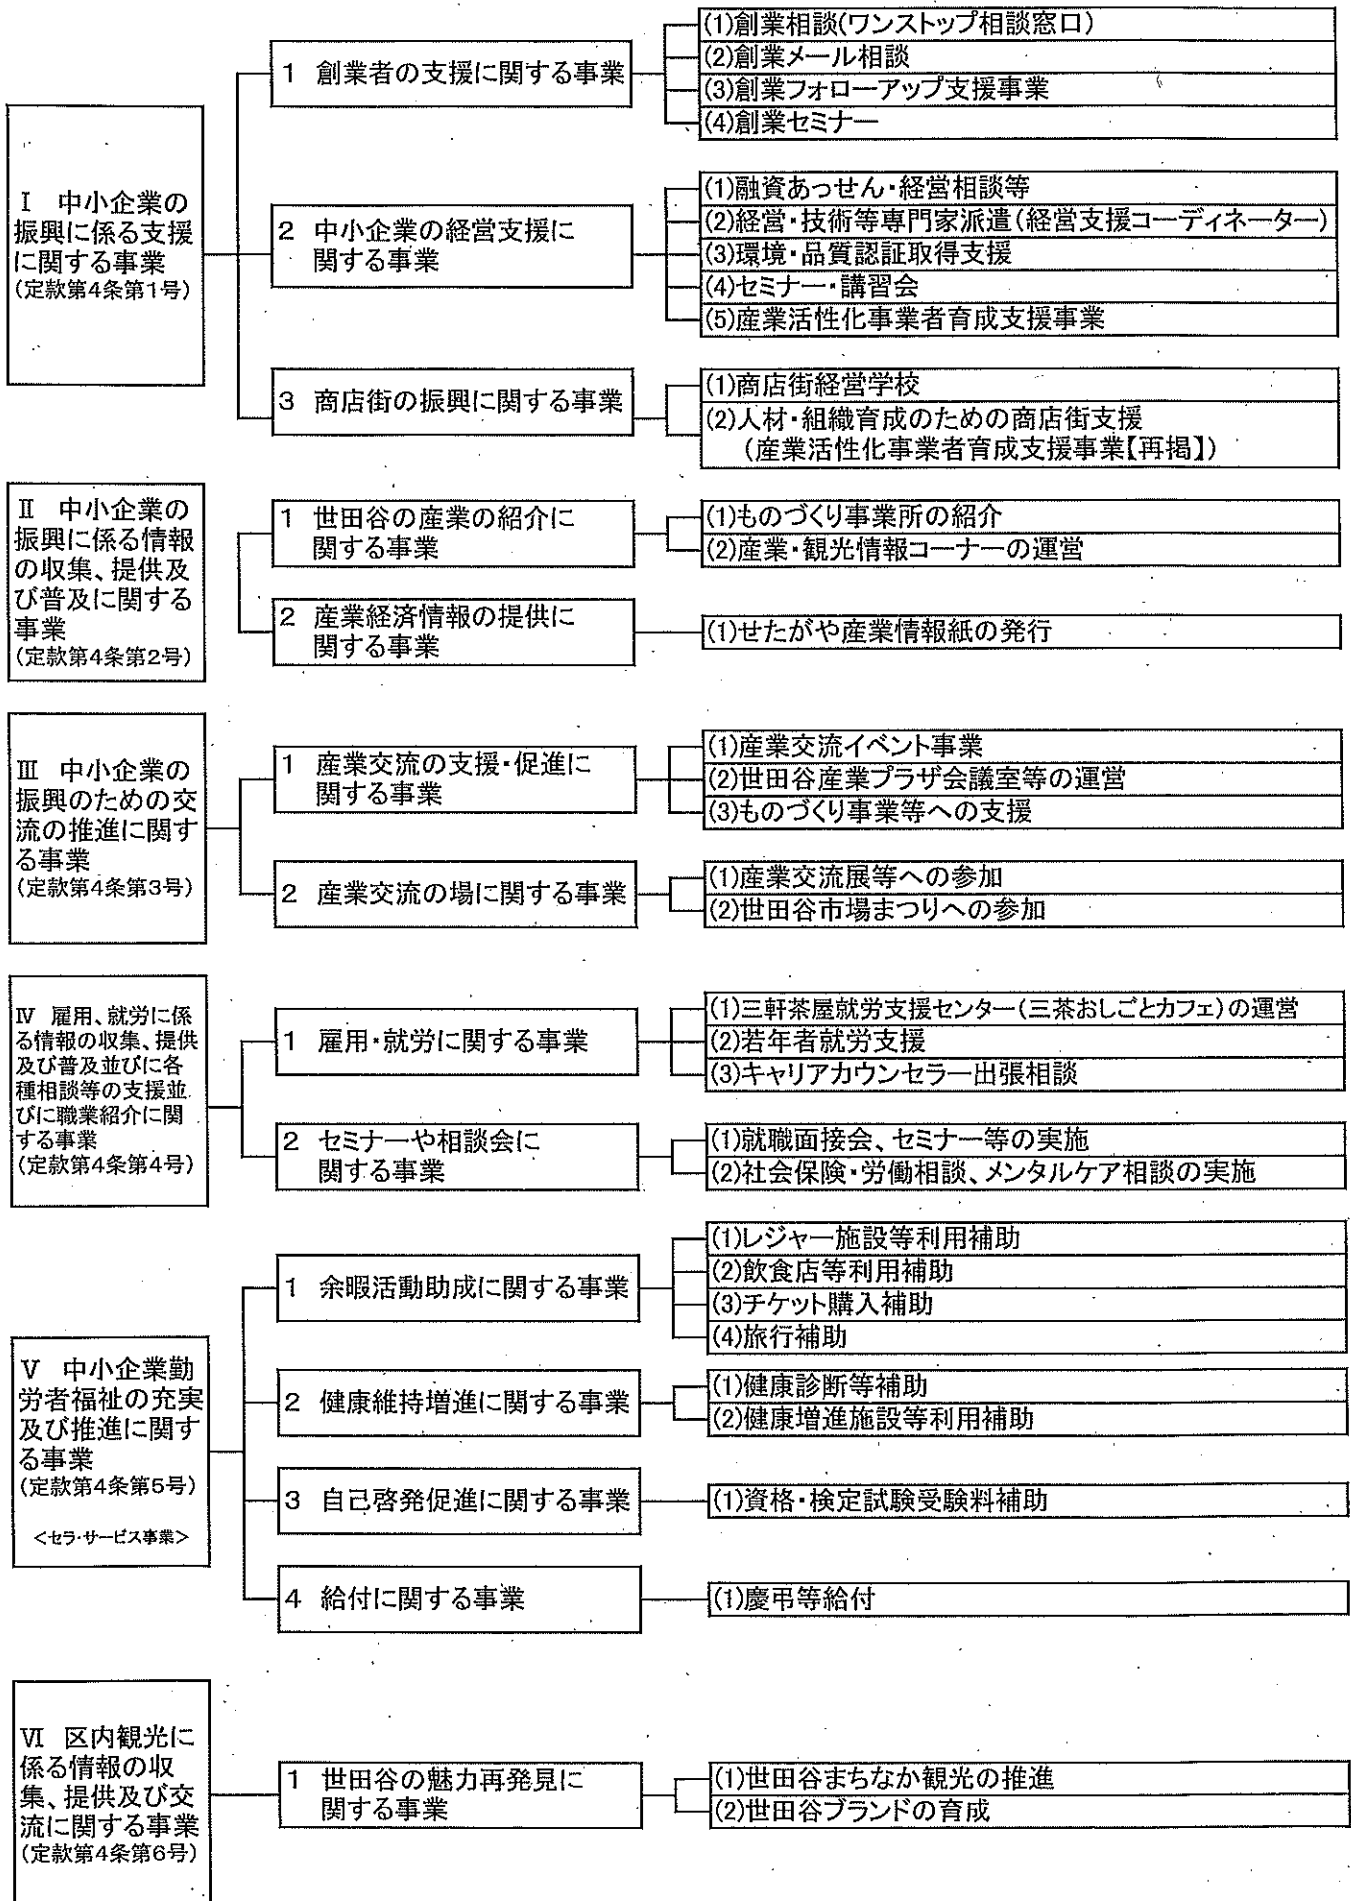 Ⅰ 中小企業の
振興に係る支援
に関する事業
(定款第4条第1号)
1 創業者の支援に関する事業
(1)創業相談(ワンストップ相談窓口)
(2)創業メール相談
(3)創業フォローアップ支援事業
(4)創業セミナー
2 中小企業の経営支援に
関する事業
(1)融資あっせん・経営相談等
(2)経営・技術等専門家派遣(経営支援コーディネーター)
(3)環境・品質認証取得支援
(4)セミナー・講習会
(5)産業活性化事業者育成支援事業
3 商店街の振興に関する事業
(1)商店街経営学校
(2)人材・組織育成のための商店街支援
(産業活性化事業者育成支援事業【再掲】)
Ⅱ 中小企業の
振興に係る情報
の収集、提供及
び普及に関する
事業
(定款第4条第2号)
1 世田谷の産業の紹介に
関する事業
(1)ものづくり事業所の紹介
(2)産業・観光情報コーナーの運営
2 産業経済情報の提供に
関する事業
(1)せたがや産業情報紙の発行
Ⅲ 中小企業の
振興のための交
流の推進に関す
る事業
(定款第4条第3号)
1 産業交流の支援・促進に
関する事業
(1)産業交流イベント事業
(2)世田谷産業プラザ会議室等の運営
(3)ものづくり事業等への支援
2 産業交流の場に関する事業
(1)産業交流展等への参加
(2)世田谷市場まつりへの参加
Ⅳ 雇用、就労に係
る情報の収集、提供
及び普及並びに各
種相談等の支援並
びに職業紹介に関
する事業
(定款第4条第4号)
1 雇用・就労に関する事業
(1)三軒茶屋就労支援センター(三茶おしごとカフェ)の運営
(2)若年者就労支援
(3)キャリアカウンセラー出張相談
2 セミナーや相談会に
関する事業
(1)就職面接会、セミナー等の実施
(2)社会保険・労働相談、メンタルケア相談の実施
Ⅴ 中小企業勤
労者福祉の充実
及び推進に関す
る事業
(定款第4条第5号)
<セラ・サービス事業>
1 余暇活動助成に関する事業
(1)レジャー施設等利用補助
(2)飲食店等利用補助
(3)チケット購入補助
(4)旅行補助
2 健康維持増進に関する事業
(1)健康診断等補助
(2)健康増進施設等利用補助
3 自己啓発促進に関する事業
(1)資格・検定試験受験料補助
4 給付に関する事業
(1)慶弔等給付
Ⅵ 区内観光に
係る情報の収
集、提供及び交
流に関する事業
(定款第4条第6号)
1 世田谷の魅力再発見に
関する事業
(1)世田谷まちなか観光の推進
(2)世田谷ブランドの育成